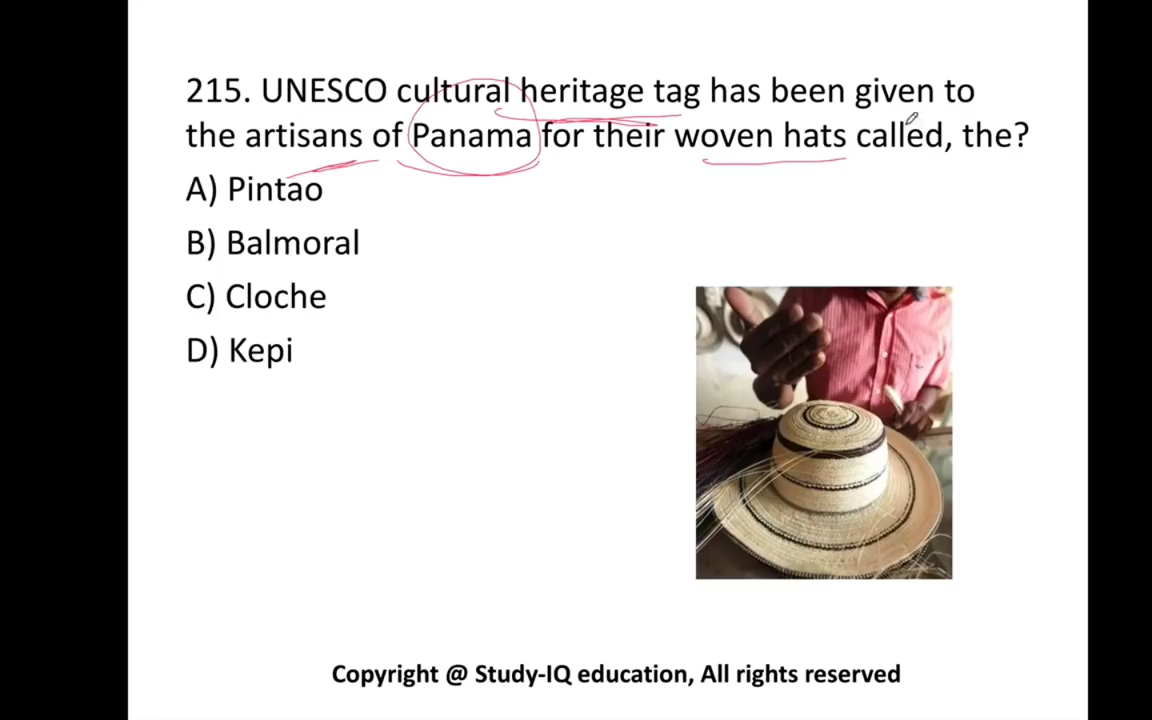 215. UNESCO cultural heritage tag has been given to
the artisans of Panama for their woven hats called, the?
A) Pintao
B) Balmoral
C) Cloche
D) Kepi
Copyright @ Study-IQ education, All rights reserved